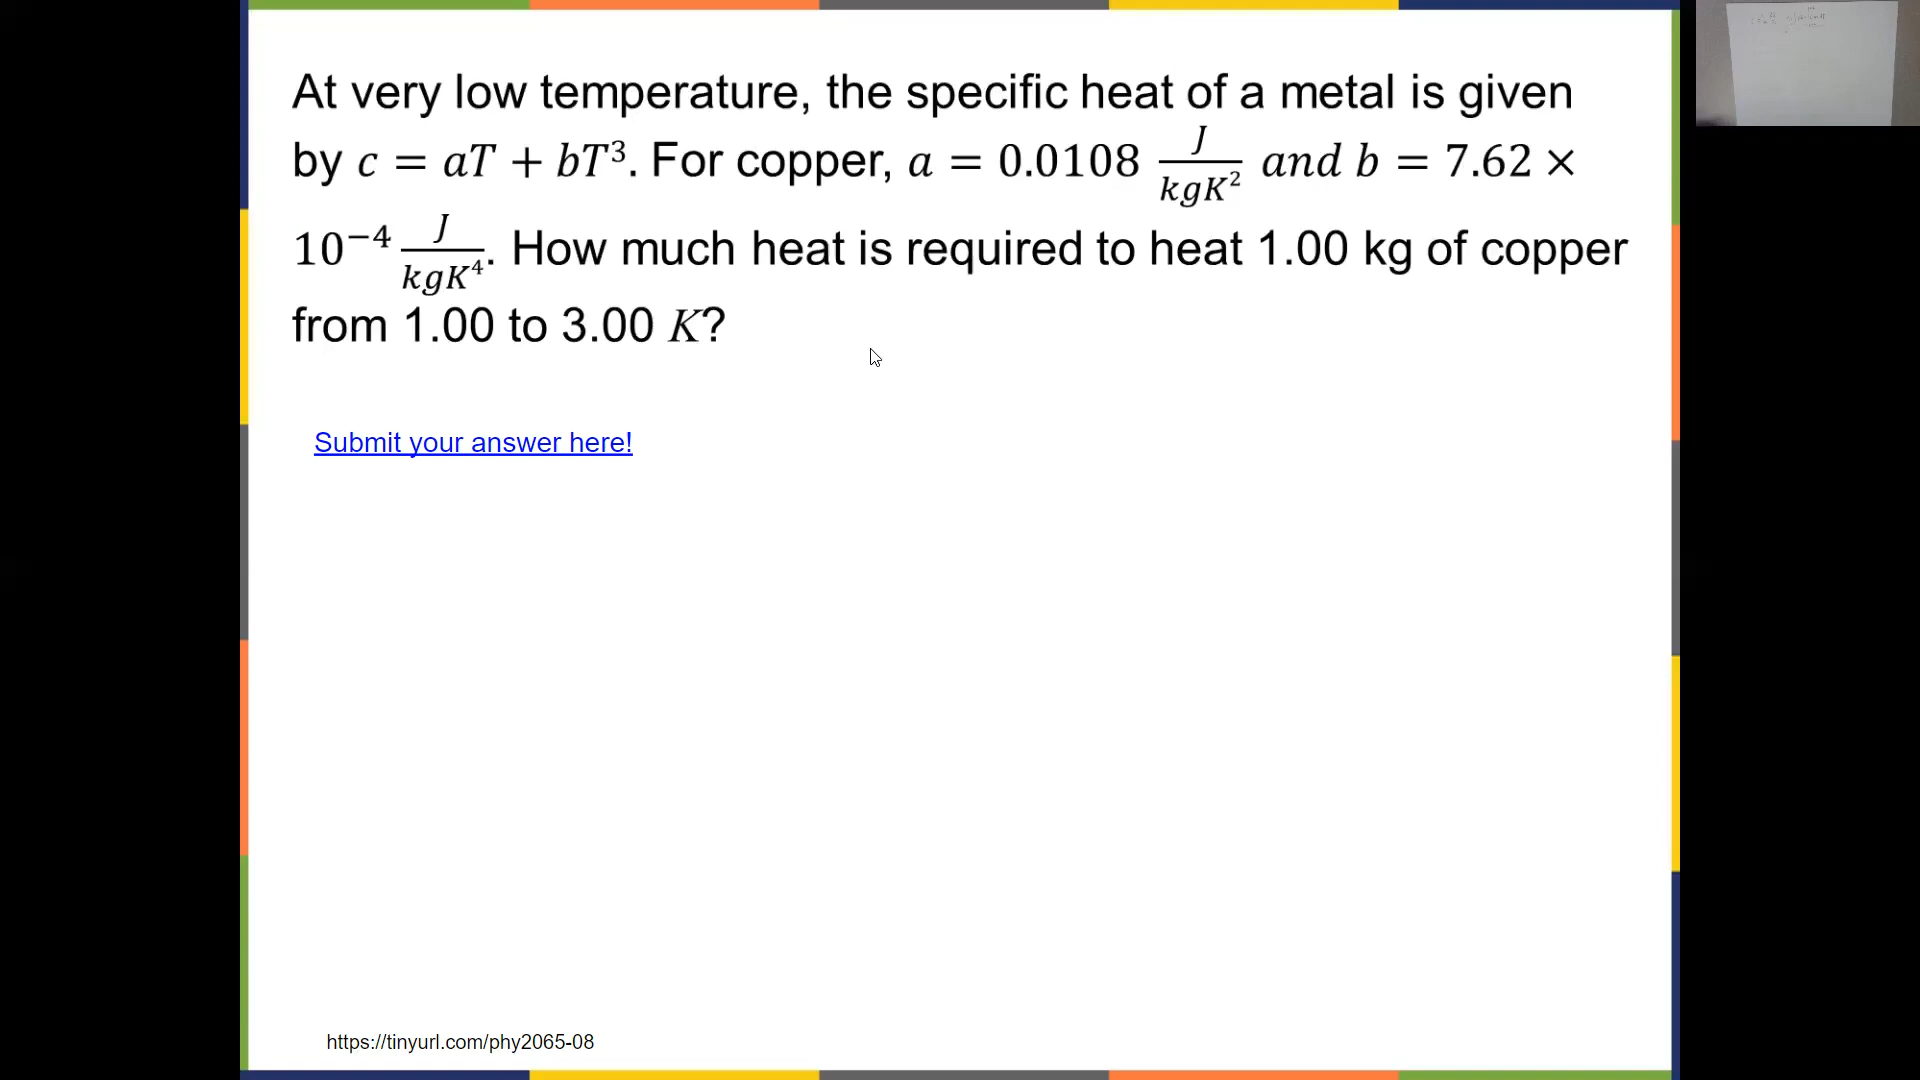 At very low temperature, the specific heat of a metal is given
by c = aT + bT³. For copper, a = 0.0108 J/kgK² and b = 7.62 ×
10⁻⁴ J/kgK⁴. How much heat is required to heat 1.00 kg of copper
from 1.00 to 3.00 K?
Submit your answer here!
https://tinyurl.com/phy2065-08